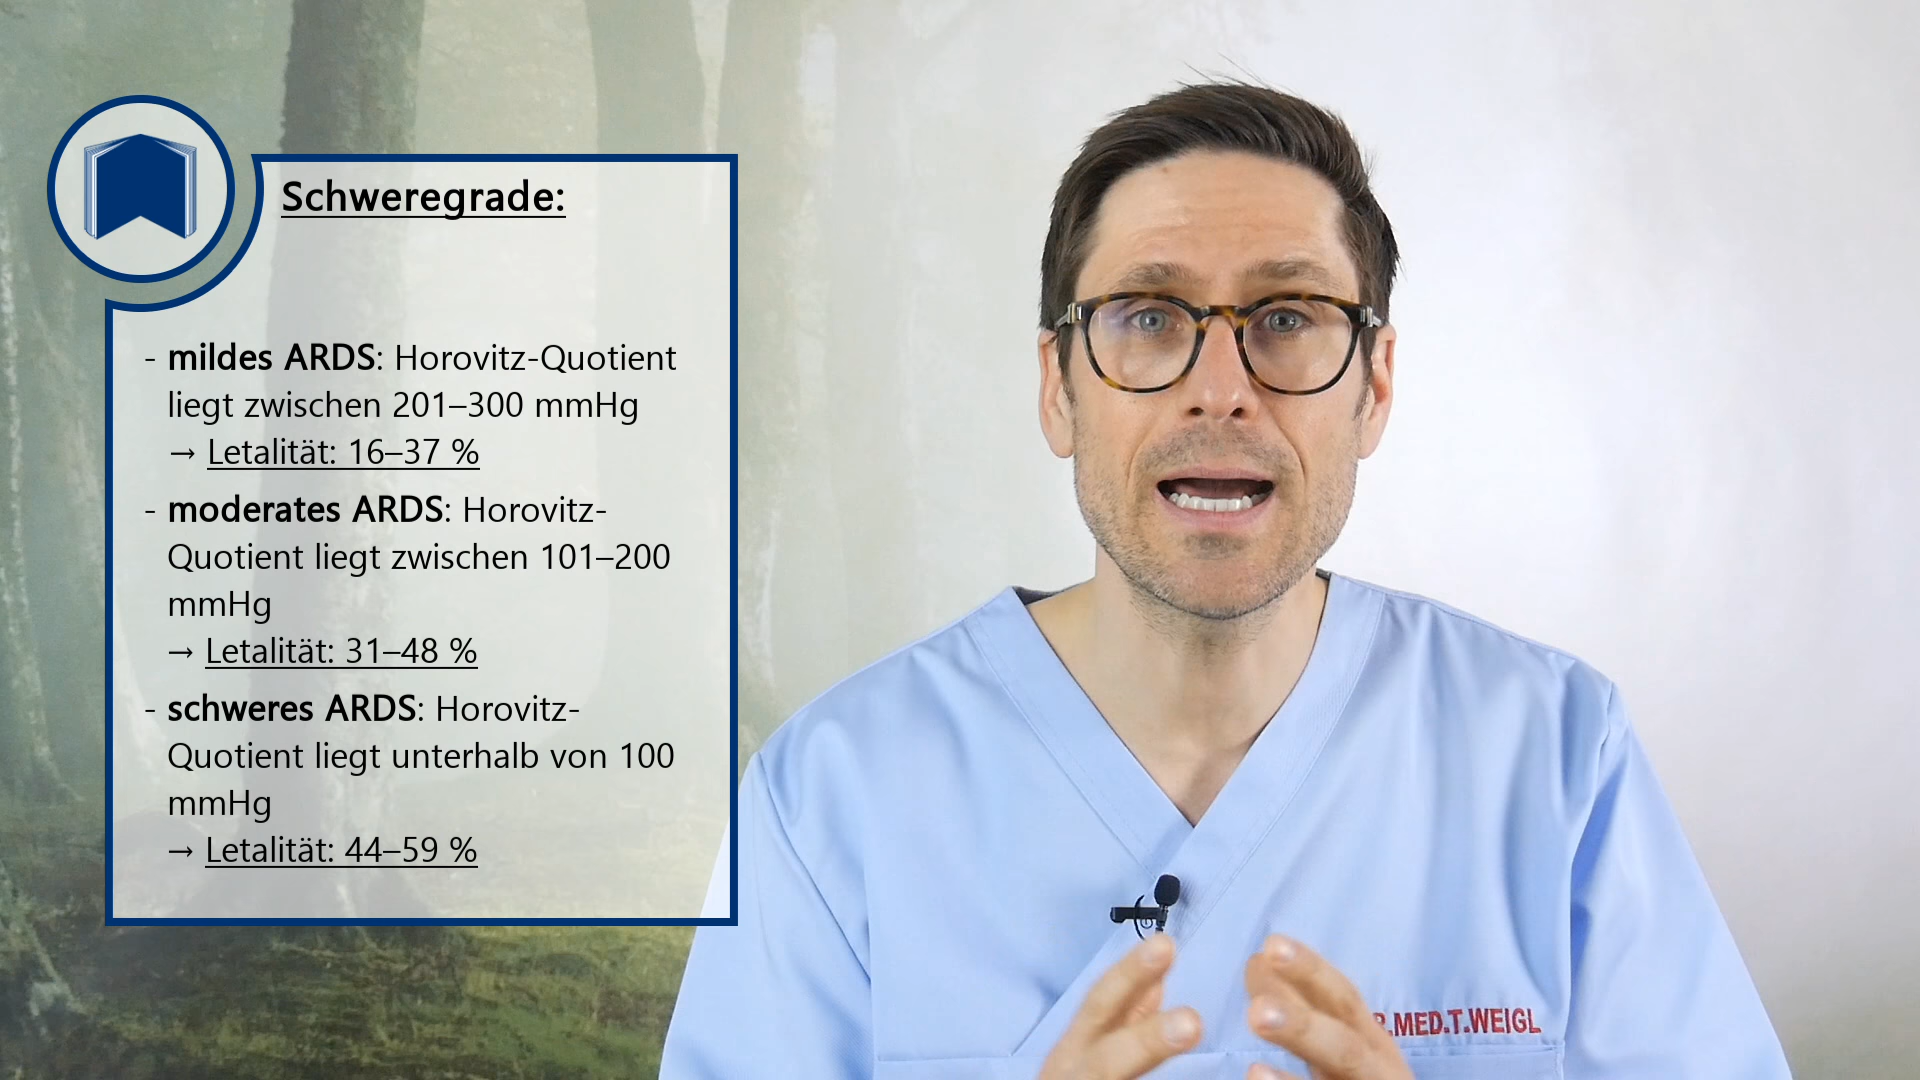 Schweregrade:
- mildes ARDS: Horovitz-Quotient
liegt zwischen 201–300 mmHg
→ Letalität: 16–37 %
- moderates ARDS: Horovitz-
Quotient liegt zwischen 101–200
mmHg
→ Letalität: 31–48 %
- schweres ARDS: Horovitz-
Quotient liegt unterhalb von 100
mmHg
→ Letalität: 44–59 %
R.MED.T.WEIGL